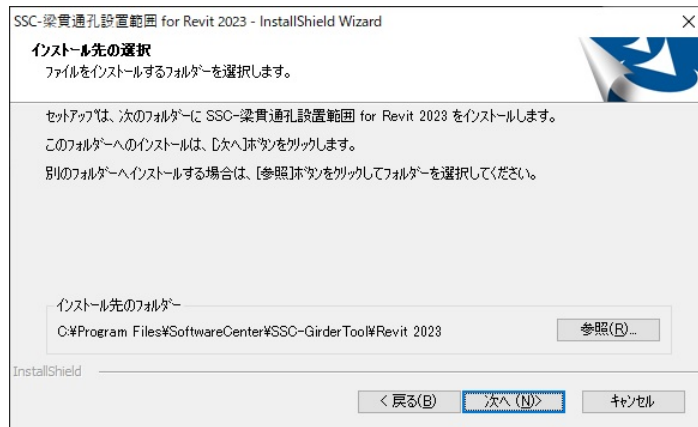 SSC-梁貫通孔設置範囲 for Revit 2023 - InstallShield Wizard
インストール先の選択
ファイルをインストールするフォルダーを選択します。
セットアップは、次のフォルダーに SSC-梁貫通孔設置範囲 for Revit 2023 をインストールします。
このフォルダーへのインストールは、[次へ]ボタンをクリックします。
別のフォルダーへインストールする場合は、[参照]ボタンをクリックしてフォルダーを選択してください。
インストール先のフォルダー
C:¥Program Files¥SoftwareCenter¥SSC-GirderTool¥Revit 2023
参照(R)...
InstallShield
< 戻る(B)
次へ (N)>
キャンセル